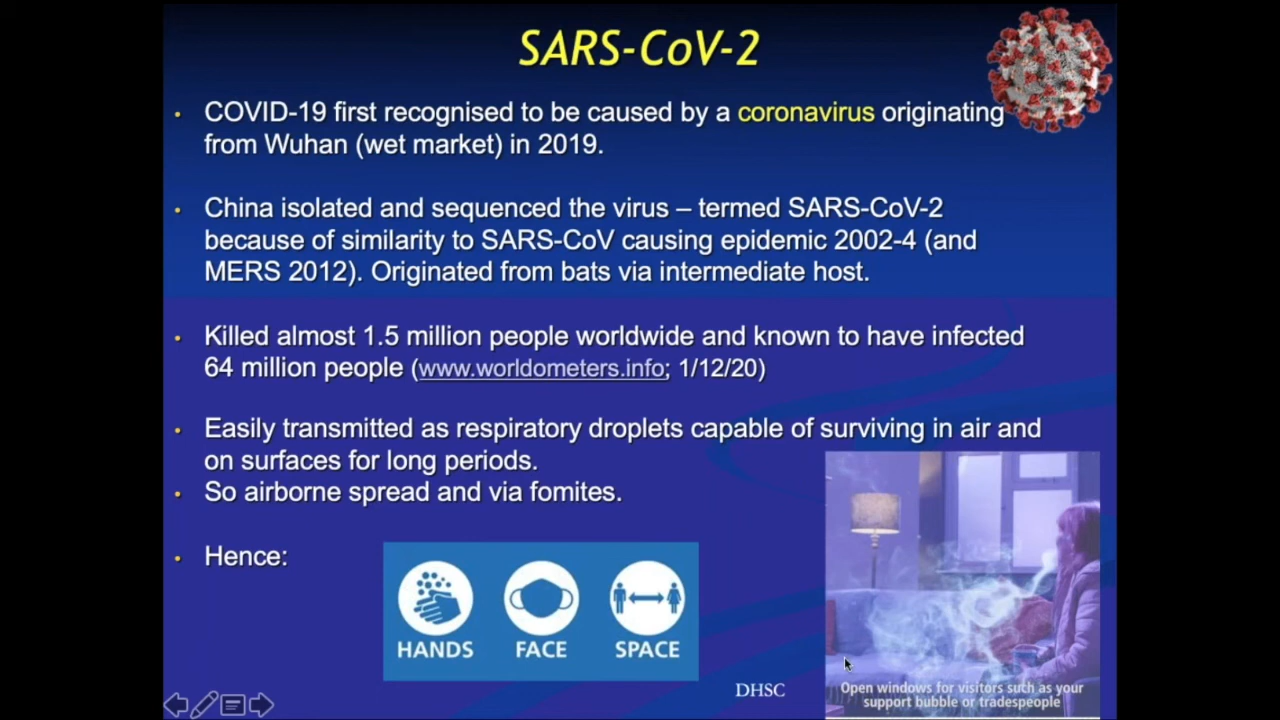 SARS-CoV-2
• COVID-19 first recognised to be caused by a coronavirus originating
from Wuhan (wet market) in 2019.
• China isolated and sequenced the virus – termed SARS-CoV-2
because of similarity to SARS-CoV causing epidemic 2002-4 (and
MERS 2012). Originated from bats via intermediate host.
• Killed almost 1.5 million people worldwide and known to have infected
64 million people (www.worldometers.info; 1/12/20)
• Easily transmitted as respiratory droplets capable of surviving in air and
on surfaces for long periods.
• So airborne spread and via fomites.
• Hence:
HANDS FACE SPACE
DHSC
Open windows for visitors such as your
support bubble or tradespeople